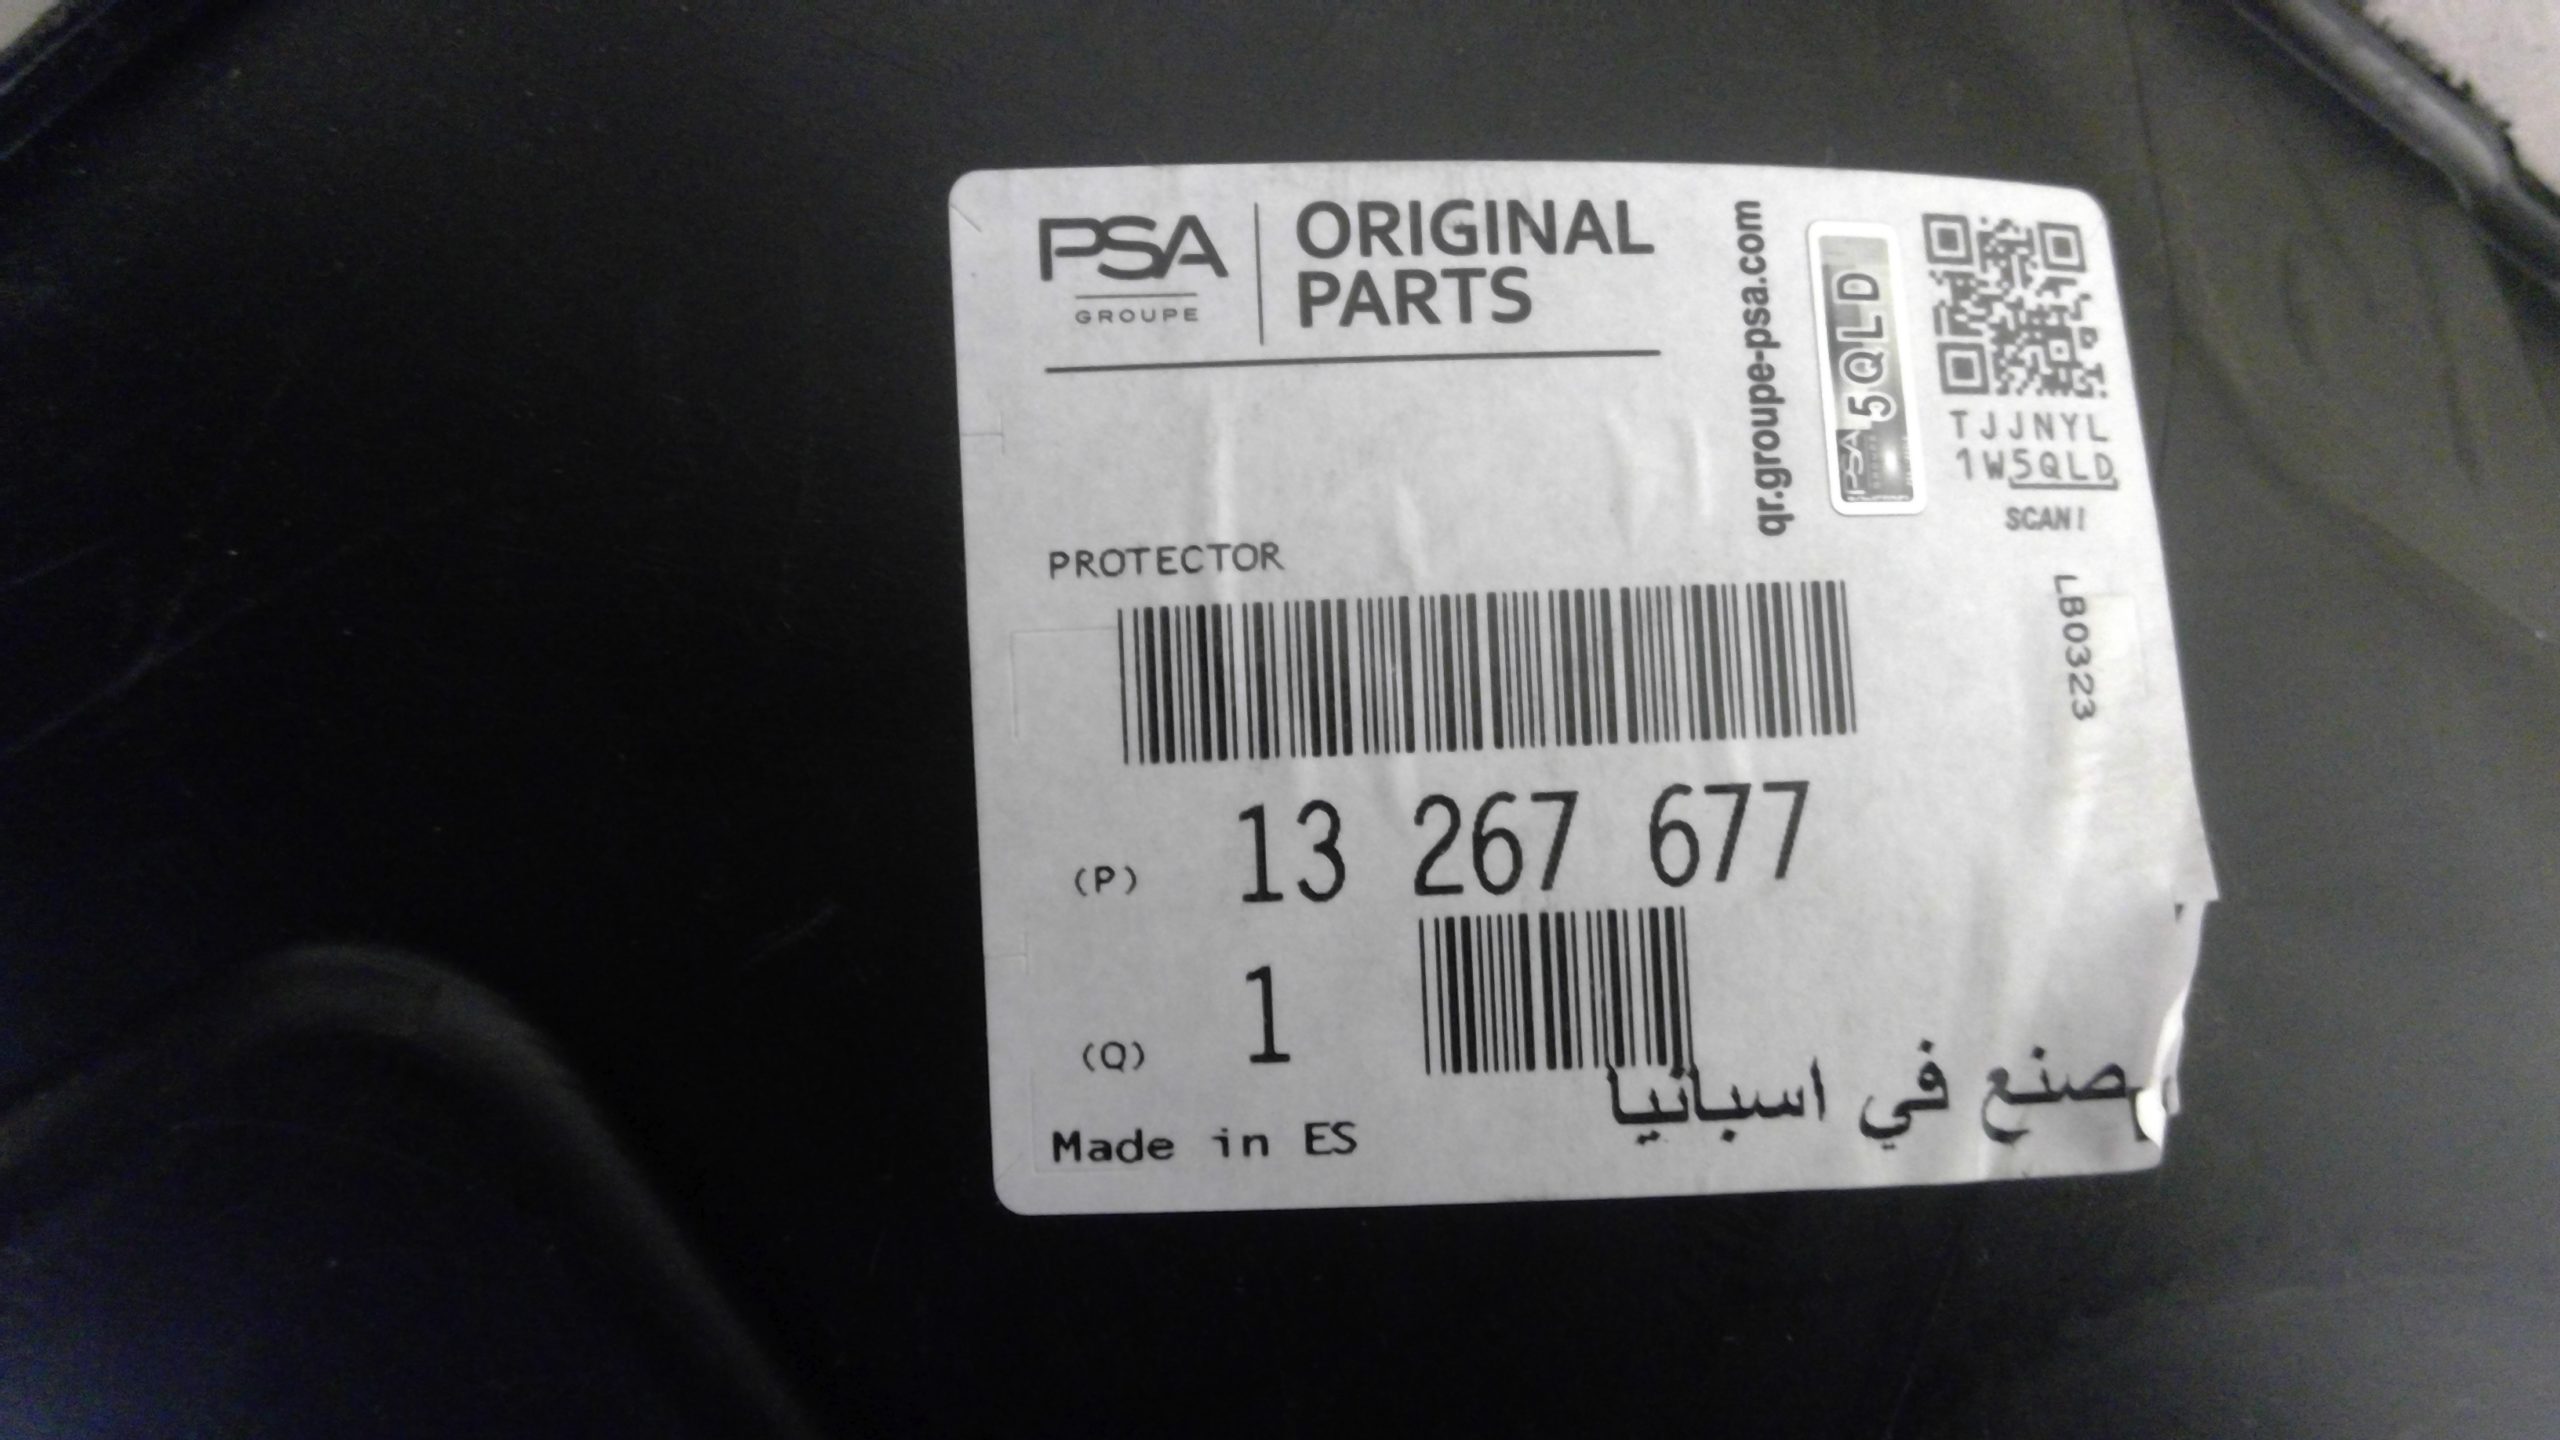 PSA
GROUPE
ORIGINAL
PARTS
qr.groupe-psa.com
PSA
5QLD
TJJNYL
1W5QLD
SCAN!
LB0323
PROTECTOR
(P) 13 267 677
(Q) 1
Made in ES
صنع في اسبانيا